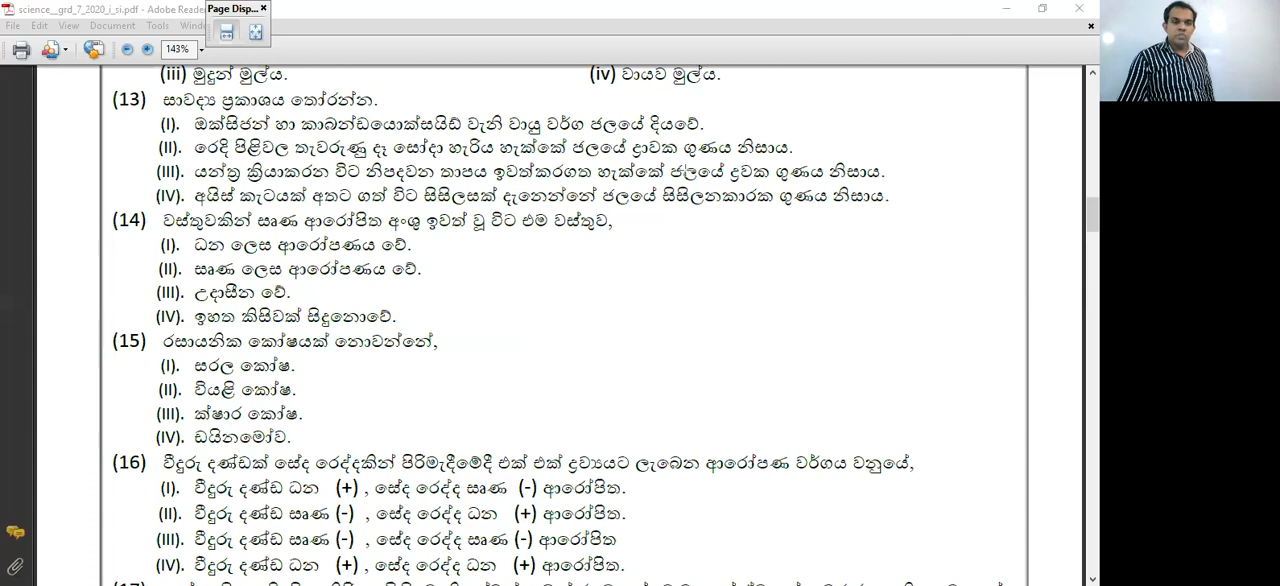 science__grd_7_2020_i_si.pdf - Adobe Reader
Page Disp...
File Edit View Document Tools
143%
(iii) මුදුන් මුල්ය. (iv) වායව මුල්ය.
(13) සාවද්‍ය ප්‍රකාශය තෝරන්න.
(I). ඔක්සිජන් හා කාබන්ඩයොක්සයිඩ් වැනි වායු වර්ග ජලයේ දියවේ.
(II). රෙදි පිළිවල තැවරුණු දෑ සෝදා හැරිය හැක්කේ ජලයේ ද්‍රාවක ගුණය නිසාය.
(III). යන්ත්‍ර ක්‍රියාකරන විට නිපදවන තාපය ඉවත්කරගත හැක්කේ ජලයේ ද්‍රවක ගුණය නිසාය.
(IV). අයිස් කැටයක් අතට ගත් විට සිසිලසක් දැනෙන්නේ ජලයේ සිසිලනකාරක ගුණය නිසාය.
(14) වස්තුවකින් සෘණ ආරෝපිත අංශු ඉවත් වූ විට එම වස්තුව,
(I). ධන ලෙස ආරෝපණය වේ.
(II). සෘණ ලෙස ආරෝපණය වේ.
(III). උදාසීන වේ.
(IV). ඉහත කිසිවක් සිදුනොවේ.
(15) රසායනික කෝෂයක් නොවන්නේ,
(I). සරල කෝෂ.
(II). වියළි කෝෂ.
(III). ක්ෂාර කෝෂ.
(IV). ඩයිනමෝව.
(16) වීදුරු දණ්ඩක් සේද රෙද්දකින් පිරිමැදීමේදී එක් එක් ද්‍රව්‍යයට ලැබෙන ආරෝපණ වර්ගය වනුයේ,
(I). වීදුරු දණ්ඩ ධන (+) , සේද රෙද්ද සෘණ (-) ආරෝපිත.
(II). වීදුරු දණ්ඩ සෘණ (-) , සේද රෙද්ද ධන (+) ආරෝපිත.
(III). වීදුරු දණ්ඩ සෘණ (-) , සේද රෙද්ද සෘණ (-) ආරෝපිත
(IV). වීදුරු දණ්ඩ ධන (+) , සේද රෙද්ද ධන (+) ආරෝපිත.